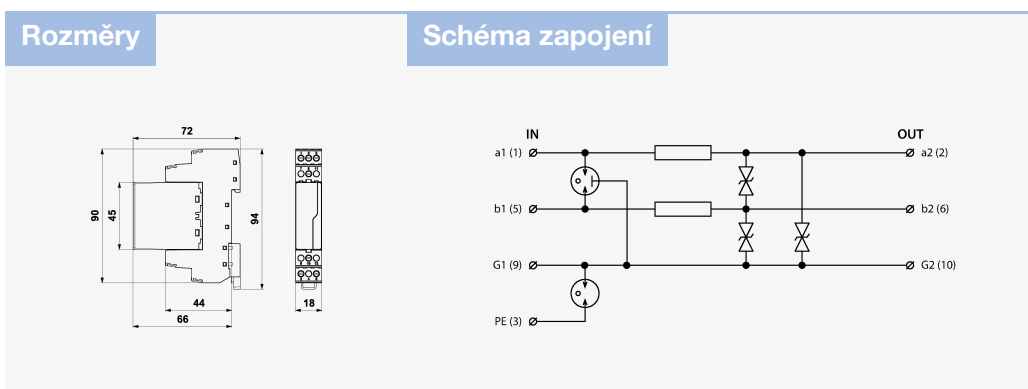 Rozměry
Schéma zapojení
72
90
45
94
44
66
18
IN
OUT
a1 (1)
a2 (2)
b1 (5)
b2 (6)
G1 (9)
G2 (10)
PE (3)